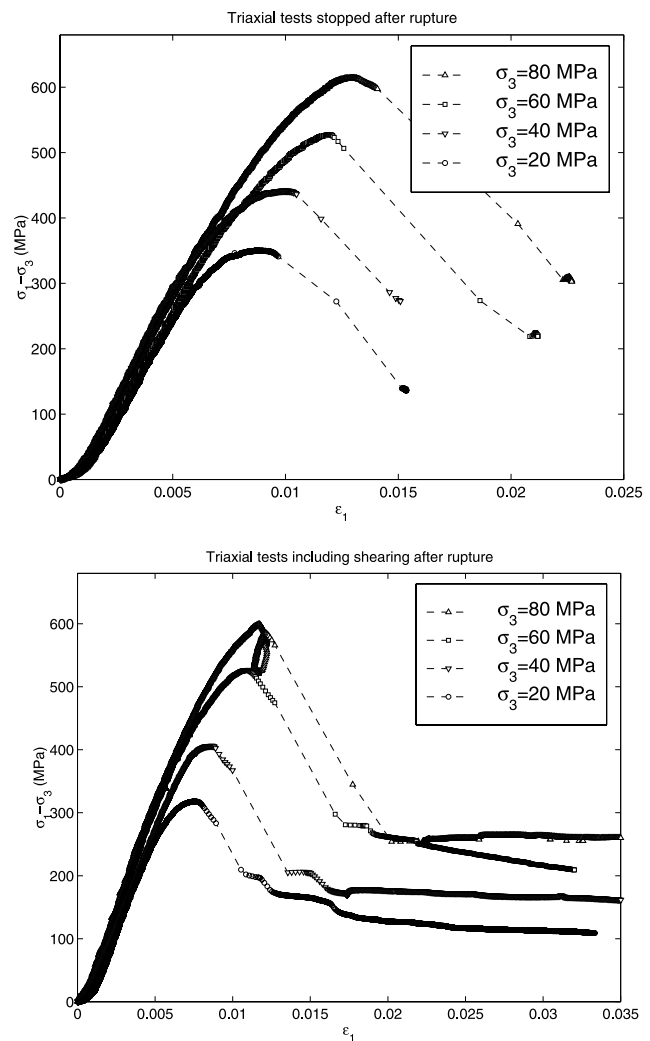 Triaxial tests stopped after rupture
σ3=80 MPa
σ3=60 MPa
σ3=40 MPa
σ3=20 MPa
600
500
400
300
200
100
0
σ1−σ3 (MPa)
0 0.005 0.01 0.015 0.02 0.025
ε1
Triaxial tests including shearing after rupture
σ3=80 MPa
σ3=60 MPa
σ3=40 MPa
σ3=20 MPa
600
500
400
300
200
100
0
σ1−σ3 (MPa)
0 0.005 0.01 0.015 0.02 0.025 0.03 0.035
ε1